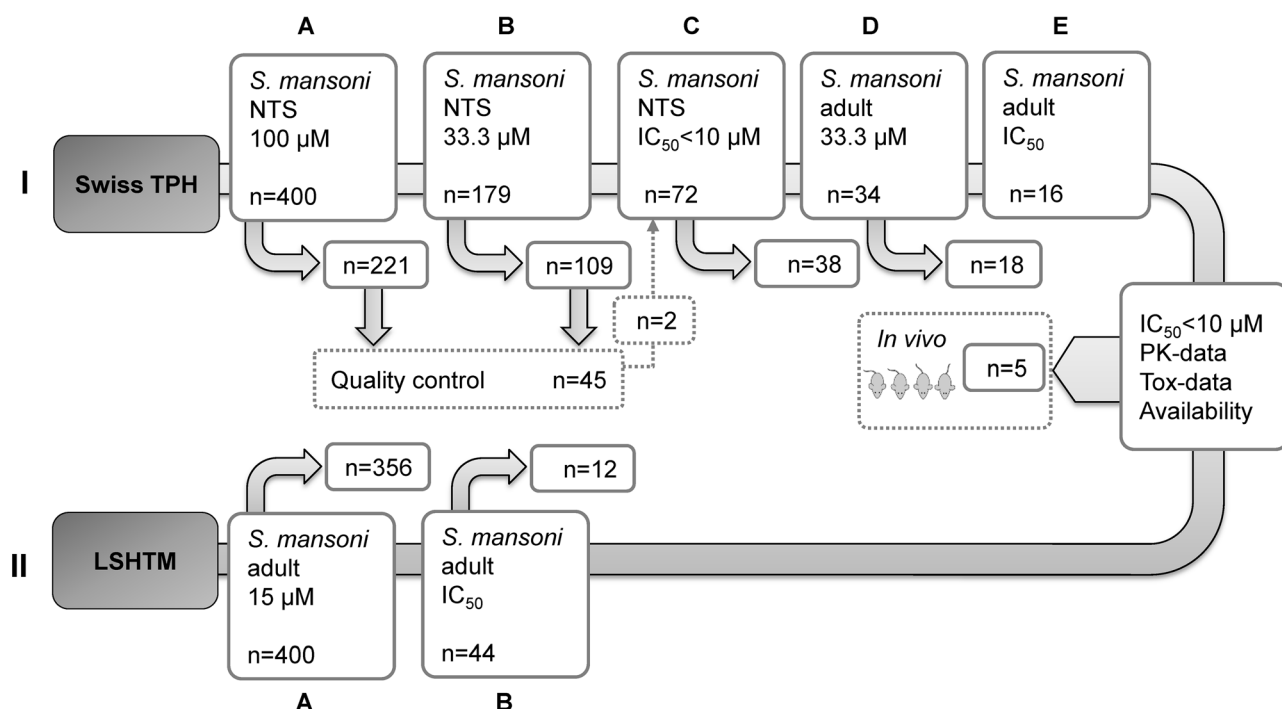 A
B
C
D
E
I
Swiss TPH
S. mansoni
NTS
100 µM
n=400
S. mansoni
NTS
33.3 µM
n=179
S. mansoni
NTS
IC50<10 µM
n=72
S. mansoni
adult
33.3 µM
n=34
S. mansoni
adult
IC50
n=16
n=221
n=109
n=38
n=18
n=2
Quality control n=45
In vivo
n=5
IC50<10 µM
PK-data
Tox-data
Availability
n=356
n=12
II
LSHTM
S. mansoni
adult
15 µM
n=400
S. mansoni
adult
IC50
n=44
A
B